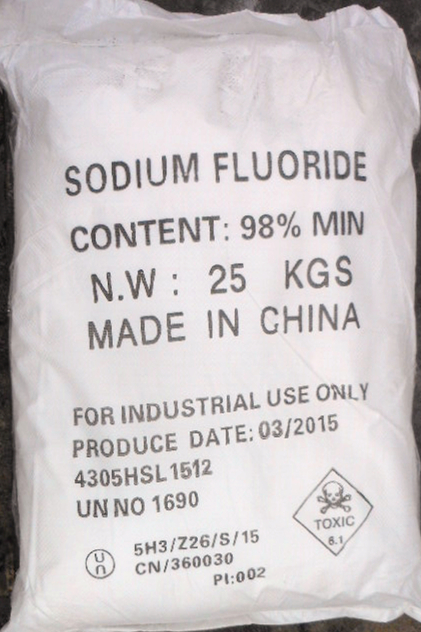 SODIUM FLUORIDE
CONTENT: 98% MIN
N.W : 25 KGS
MADE IN CHINA
FOR INDUSTRIAL USE ONLY
PRODUCE DATE: 03/2015
4305HSL1512
UN NO 1690
TOXIC
6.1
un
5H3/Z26/S/15
CN/360030
PI:002